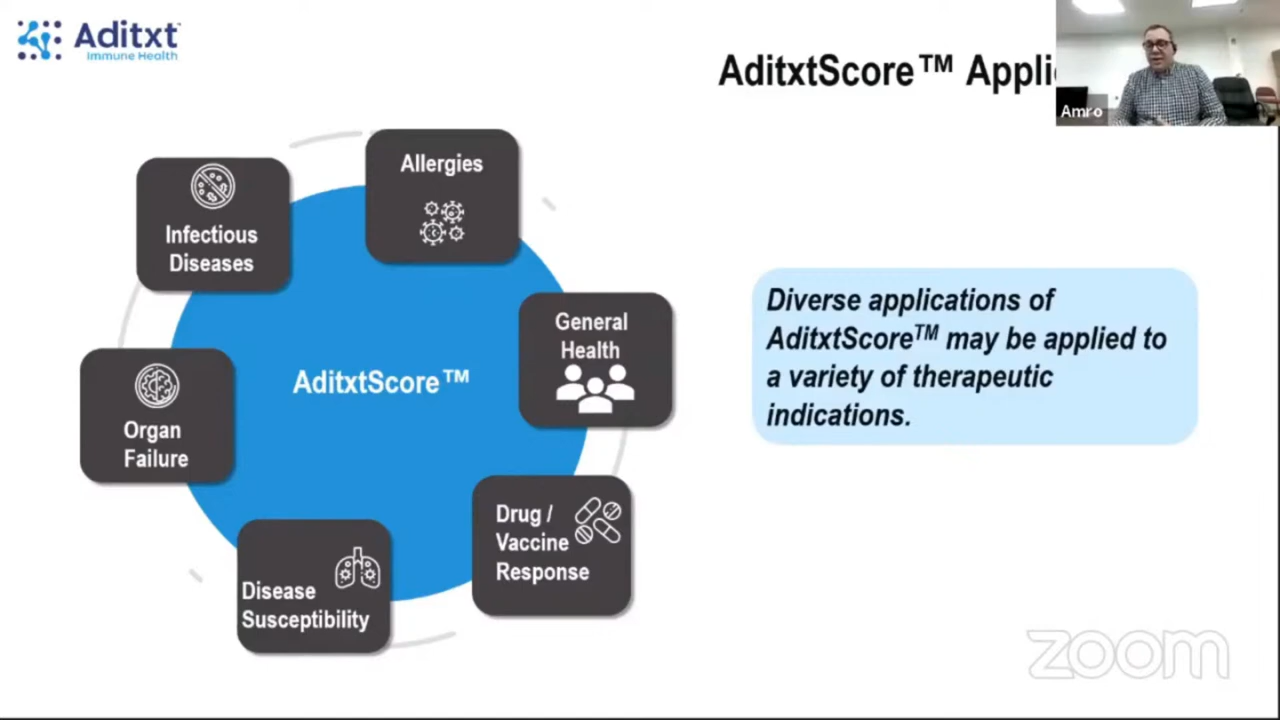 Aditxt™
Immune Health
AditxtScore™ Appli
Amro
Allergies
Infectious
Diseases
General
Health
AditxtScore™
Organ
Failure
Drug /
Vaccine
Response
Disease
Susceptibility
Diverse applications of
AditxtScore™ may be applied to
a variety of therapeutic
indications.
zoom